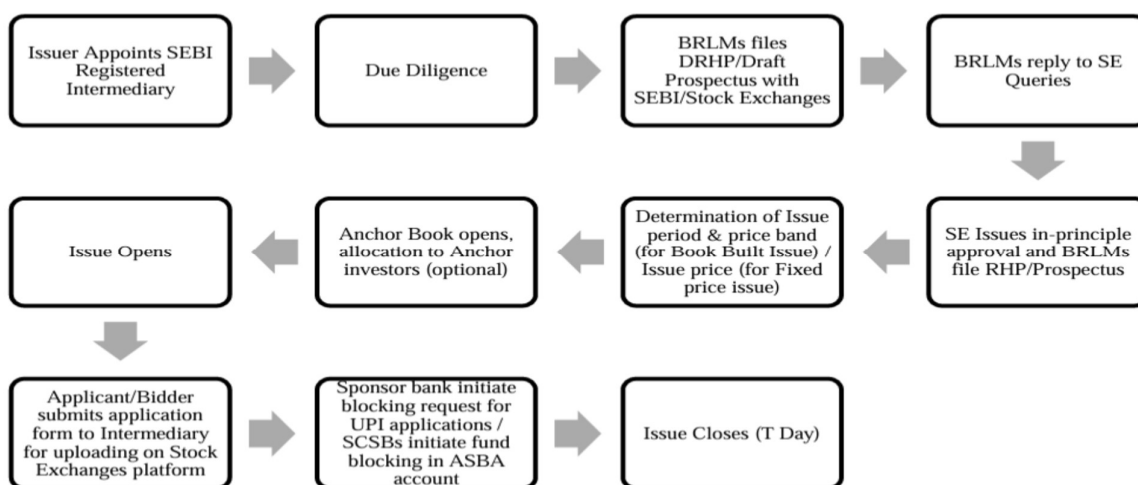 Issuer Appoints SEBI
Registered
Intermediary
Due Diligence
BRLMs files
DRHP/Draft
Prospectus with
SEBI/Stock Exchanges
BRLMs reply to SE
Queries
SE Issues in-principle
approval and BRLMs
file RHP/Prospectus
Determination of Issue
period & price band
(for Book Built Issue) /
Issue price (for Fixed
price issue)
Anchor Book opens,
allocation to Anchor
investors (optional)
Issue Opens
Applicant/Bidder
submits application
form to Intermediary
for uploading on Stock
Exchanges platform
Sponsor bank initiate
blocking request for
UPI applications /
SCSBs initiate fund
blocking in ASBA
account
Issue Closes (T Day)